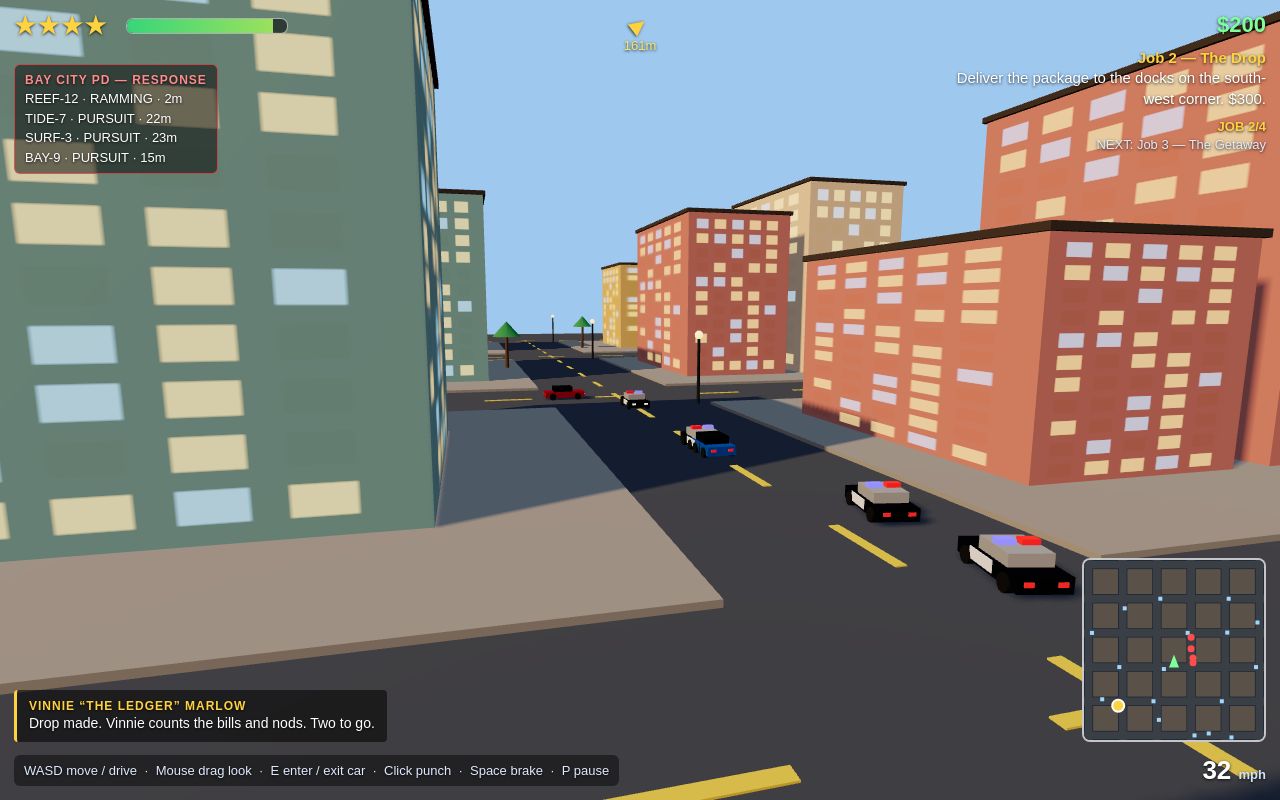 ★★★★
161m
$200
Job 2 — The Drop
Deliver the package to the docks on the south-
west corner. $300.
JOB 2/4
NEXT: Job 3 — The Getaway
BAY CITY PD — RESPONSE
REEF-12 · RAMMING · 2m
TIDE-7 · PURSUIT · 22m
SURF-3 · PURSUIT · 23m
BAY-9 · PURSUIT · 15m
VINNIE “THE LEDGER” MARLOW
Drop made. Vinnie counts the bills and nods. Two to go.
WASD move / drive · Mouse drag look · E enter / exit car · Click punch · Space brake · P pause
32 mph